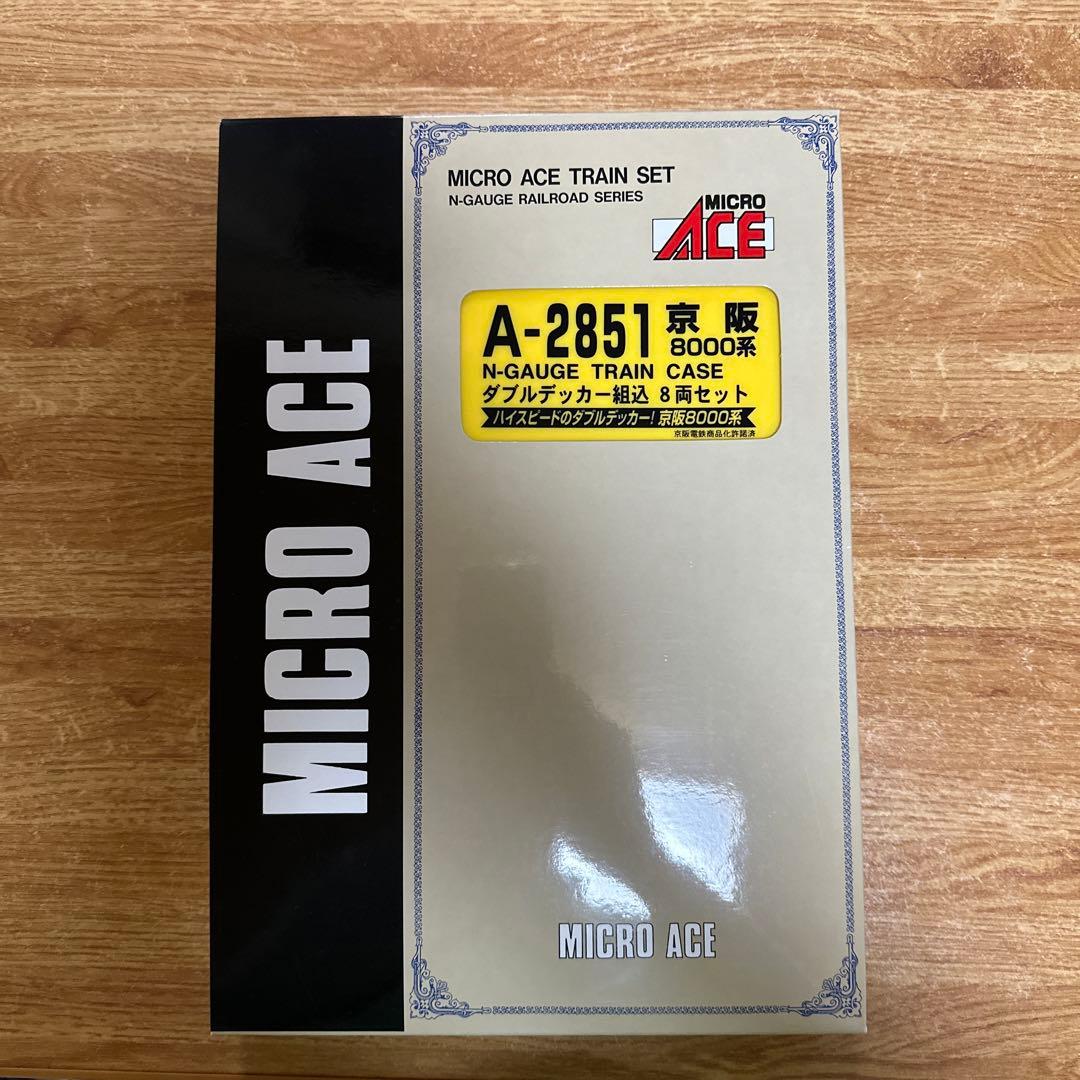 MICRO ACE
MICRO ACE TRAIN SET
N-GAUGE RAILROAD SERIES
MICRO
ACE
A-2851 京阪
8000系
N-GAUGE TRAIN CASE
ダブルデッカー組込 8両セット
ハイスピードのダブルデッカー! 京阪8000系
京阪電鉄商品化許諾済
MICRO ACE